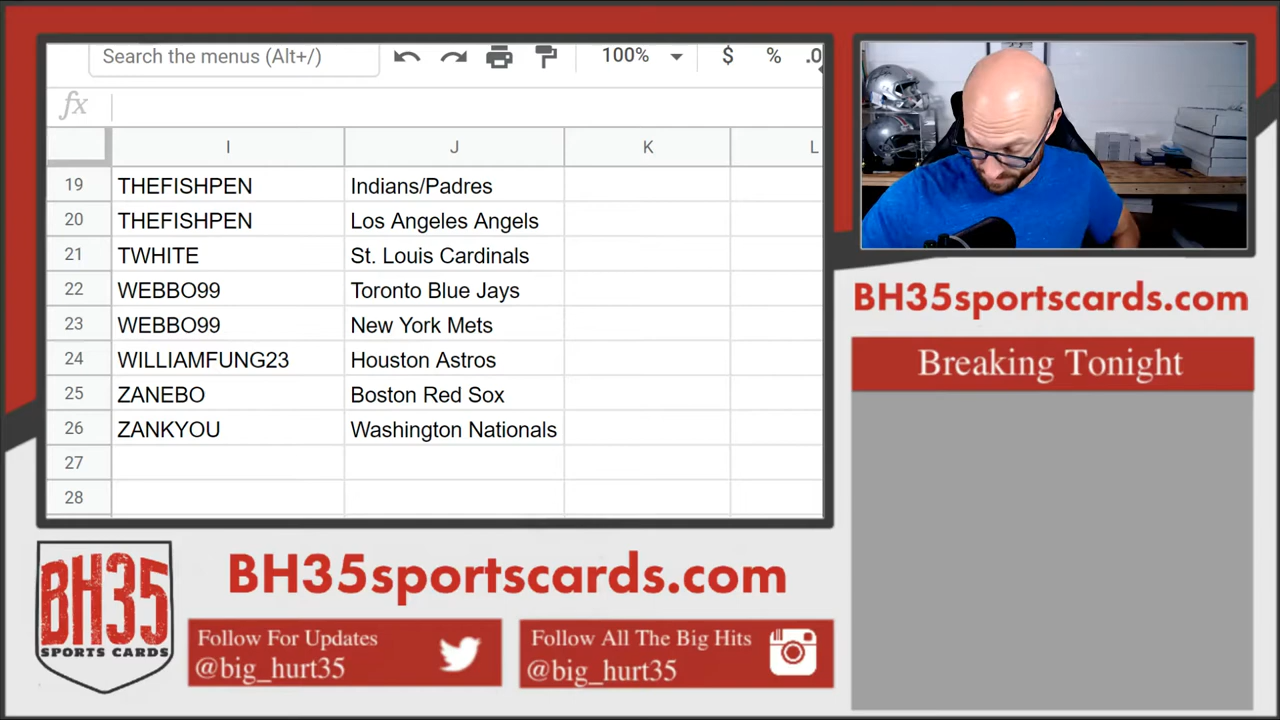 Search the menus (Alt+/)
100%
$
%
.0
fx
I
J
K
L
19 THEFISHPEN Indians/Padres
20 THEFISHPEN Los Angeles Angels
21 TWHITE St. Louis Cardinals
22 WEBBO99 Toronto Blue Jays
23 WEBBO99 New York Mets
24 WILLIAMFUNG23 Houston Astros
25 ZANEBO Boston Red Sox
26 ZANKYOU Washington Nationals
27
28
BH35sportscards.com
Breaking Tonight
BH35
SPORTS CARDS
BH35sportscards.com
Follow For Updates
@big_hurt35
Follow All The Big Hits
@big_hurt35